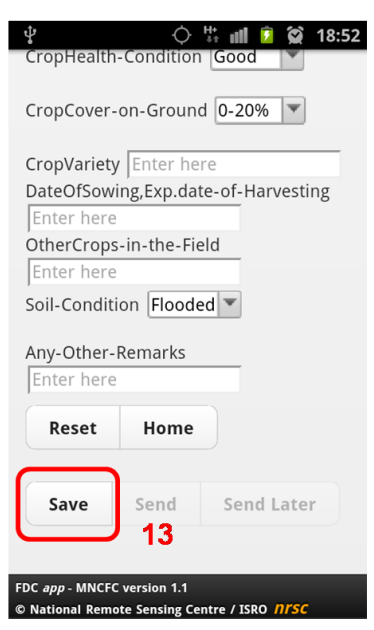 18:52
CropHealth-Condition Good
CropCover-on-Ground 0-20%
CropVariety Enter here
DateOfSowing,Exp.date-of-Harvesting
Enter here
OtherCrops-in-the-Field
Enter here
Soil-Condition Flooded
Any-Other-Remarks
Enter here
Reset Home
Save Send Send Later
13
FDC app - MNCFC version 1.1
© National Remote Sensing Centre / ISRO nrsc